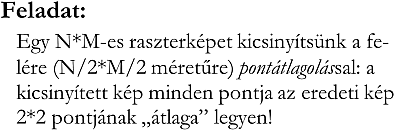 Feladat:
Egy N*M-es raszterképet kicsinyítsünk a fe-
lére (N/2*M/2 méretűre) pontátlagolással: a
kicsinyített kép minden pontja az eredeti kép
2*2 pontjának „átlaga” legyen!